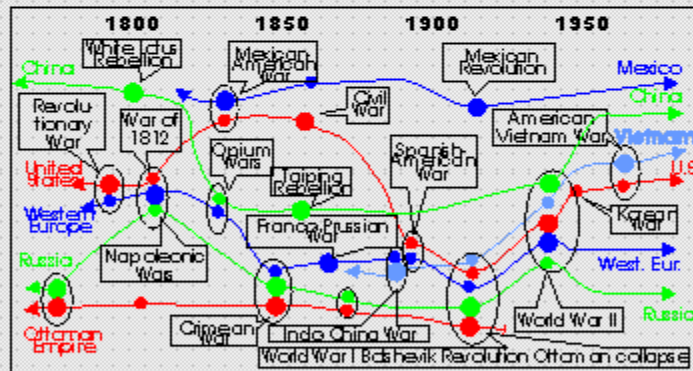 1800 1850 1900 1950
White lotus
Rebellion
Mexican
American
War
Mexican
Revolution
China
Mexico
Revolu-
tionary
War
War of
1812
Civil
War
American
Vietnam War
China
Vietnam
Opium
Wars
Spanish-
American
War
United
States
Taiping
Rebellion
U.S
Western
Europe
Franco Prussian
War
Korean
War
Russia
Napoleonic
Wars
West. Eur.
Ottoman
Empire
Crimean
War
Indo China War
World War II
Russia
World War I Bolshevik Revolution Ottoman collapse